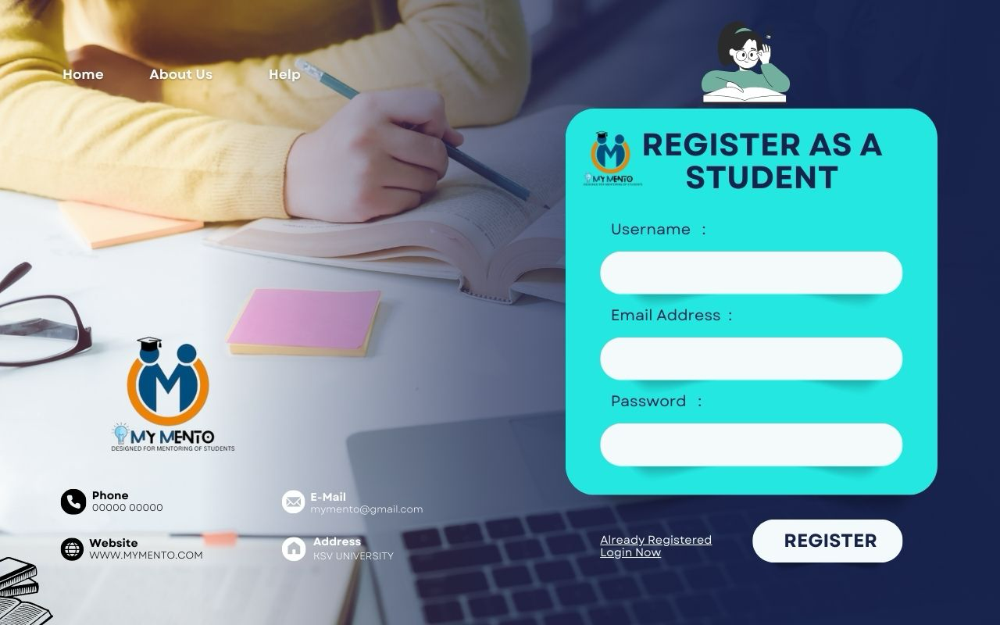 Home
About Us
Help
REGISTER AS A
STUDENT
MY MENTO
DESIGNED FOR MENTORING OF STUDENTS
Username :
Email Address :
Password :
MY MENTO
DESIGNED FOR MENTORING OF STUDENTS
Phone
00000 00000
E-Mail
mymento@gmail.com
Website
WWW.MYMENTO.COM
Address
KSV UNIVERSITY
Already Registered
Login Now
REGISTER